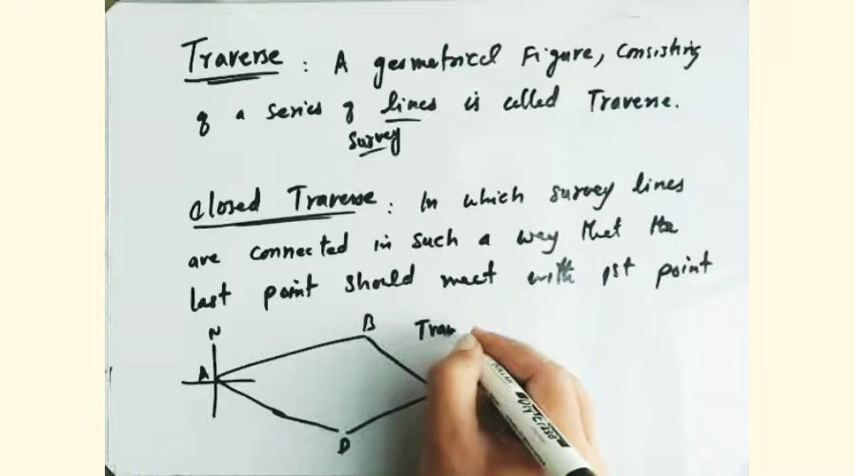 Traverse : A geometrical Figure, Consisting
of a series of lines is called Traverse.
survey
Closed Traverse : In which survey lines
are connected in such a way that the
last point should meet with 1st point
N
B
Trav
A
D